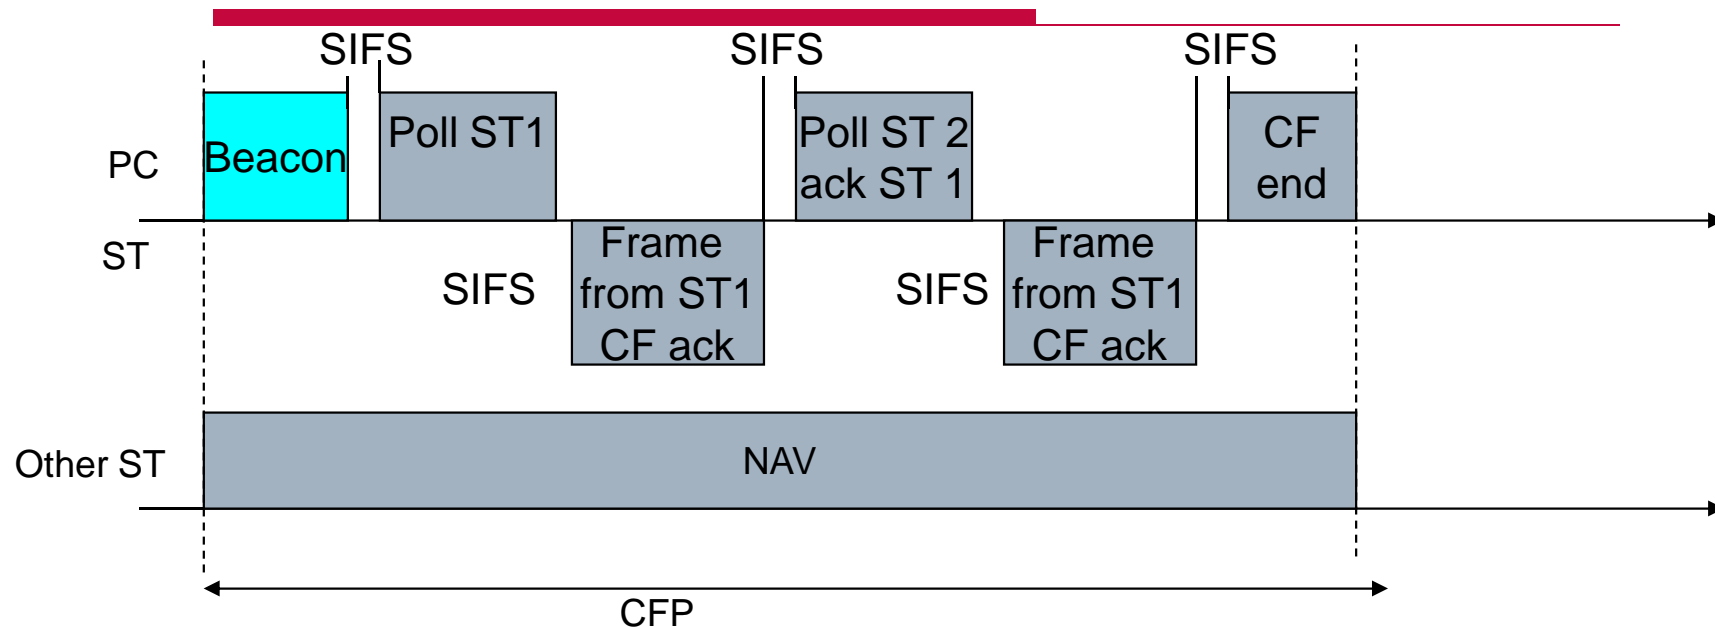 SIFS SIFS SIFS
PC
Beacon
Poll ST1
Poll ST 2
ack ST 1
CF
end
ST
SIFS
Frame
from ST1
CF ack
SIFS
Frame
from ST1
CF ack
Other ST
NAV
CFP